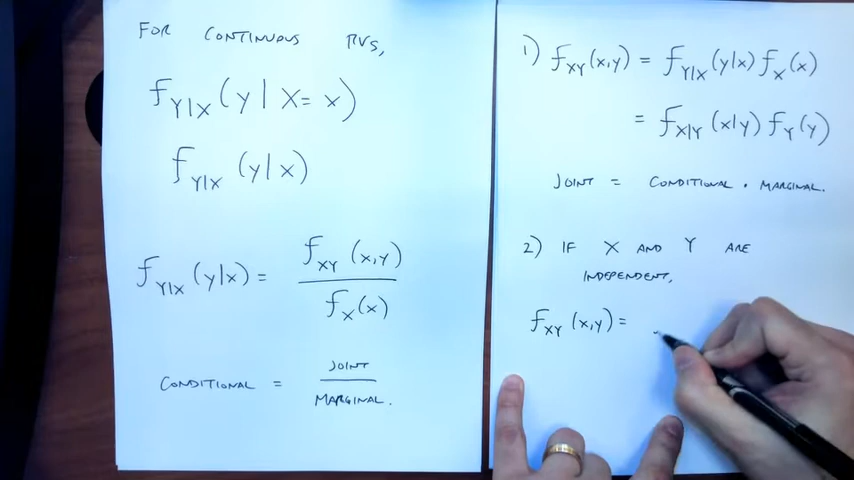 FOR CONTINUOUS RVS,
f_{Y|X}(y | X = x)
f_{Y|X}(y|x)
f_{Y|X}(y|x) = f_{XY}(x,y) / f_X(x)
CONDITIONAL = JOINT / MARGINAL.
1) f_{XY}(x,y) = f_{Y|X}(y|x) f_X(x)
= f_{X|Y}(x|y) f_Y(y)
JOINT = CONDITIONAL . MARGINAL.
2) IF X AND Y ARE
INDEPENDENT,
f_{XY}(x,y) =